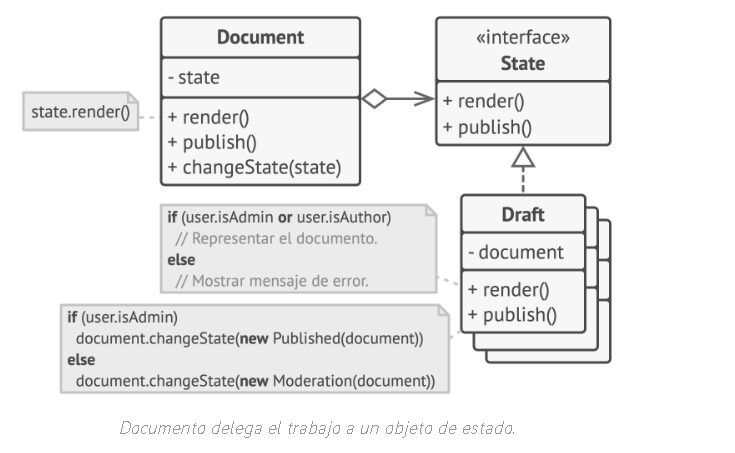 Document
- state
+ render()
+ publish()
+ changeState(state)
«interface»
State
+ render()
+ publish()
state.render()
Draft
- document
+ render()
+ publish()
if (user.isAdmin or user.isAuthor)
// Representar el documento.
else
// Mostrar mensaje de error.
if (user.isAdmin)
document.changeState(new Published(document))
else
document.changeState(new Moderation(document))
Documento delega el trabajo a un objeto de estado.